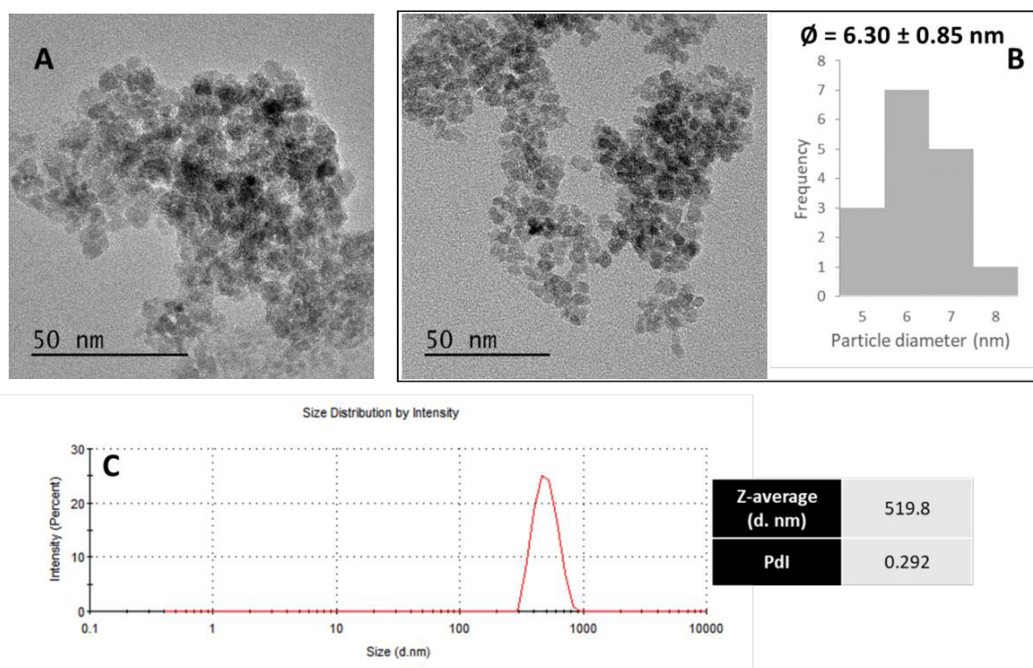 A
50 nm
50 nm
Ø = 6.30 ± 0.85 nm
B
Frequency
8
7
6
5
4
3
2
1
0
5 6 7 8
Particle diameter (nm)
Size Distribution by Intensity
C
Intensity (Percent)
30
20
10
0
0.1 1 10 100 1000 10000
Size (d.nm)
Z-average
(d. nm)
519.8
PdI
0.292